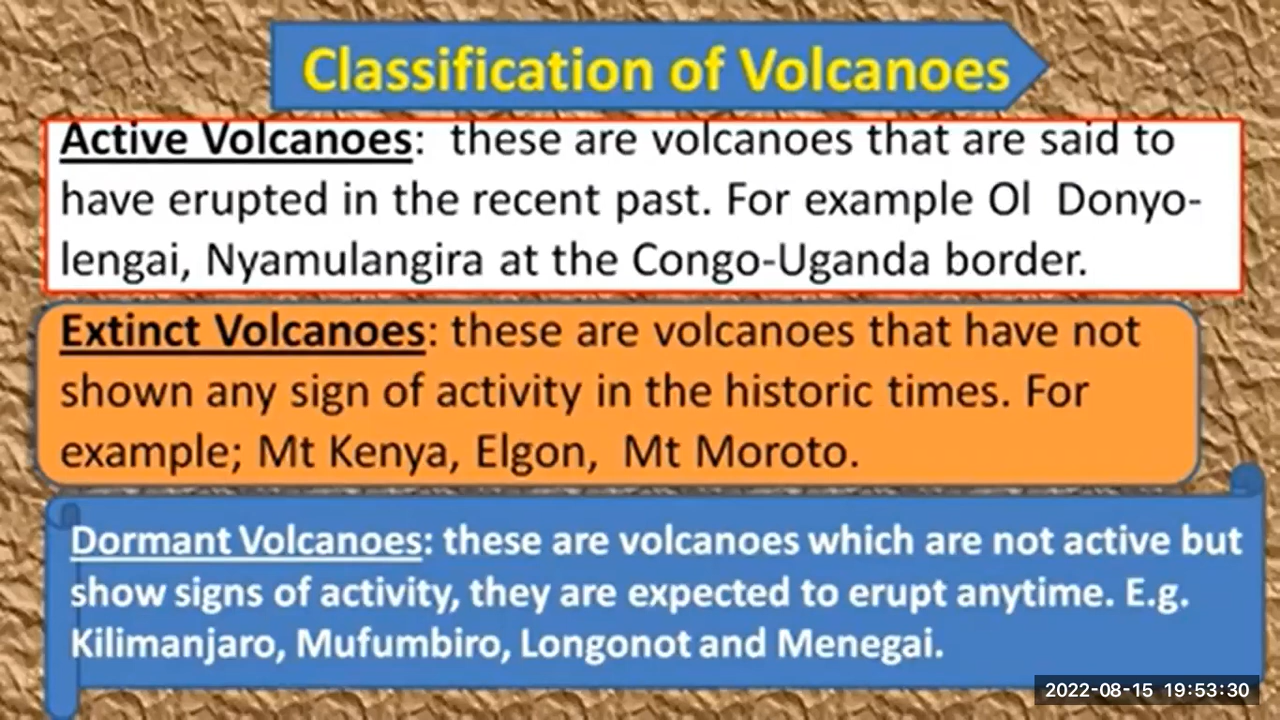 Classification of Volcanoes
Active Volcanoes: these are volcanoes that are said to
have erupted in the recent past. For example Ol Donyo-
lengai, Nyamulangira at the Congo-Uganda border.
Extinct Volcanoes: these are volcanoes that have not
shown any sign of activity in the historic times. For
example; Mt Kenya, Elgon, Mt Moroto.
Dormant Volcanoes: these are volcanoes which are not active but
show signs of activity, they are expected to erupt anytime. E.g.
Kilimanjaro, Mufumbiro, Longonot and Menegai.
2022-08-15 19:53:30